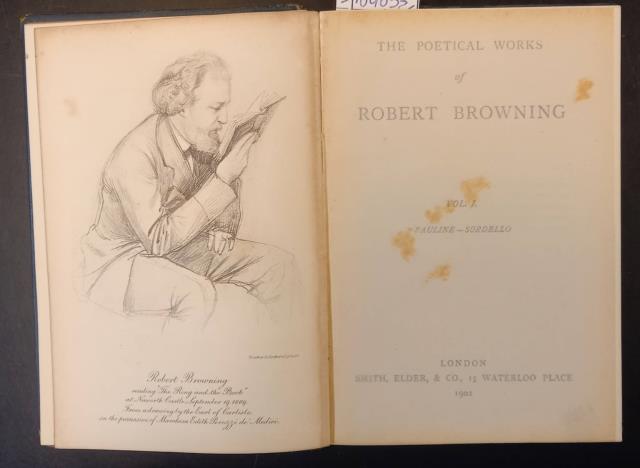 104053
Robert Browning
reading "The Ring and the Book"
at Naworth Castle, September 19, 1869.
From a drawing by the Earl of Carlisle,
in the possession of Madame Edith Peruzzi de' Medici.
THE POETICAL WORKS
of
ROBERT BROWNING
VOL. I.
PAULINE—SORDELLO
LONDON
SMITH, ELDER, & CO., 15 WATERLOO PLACE
1902